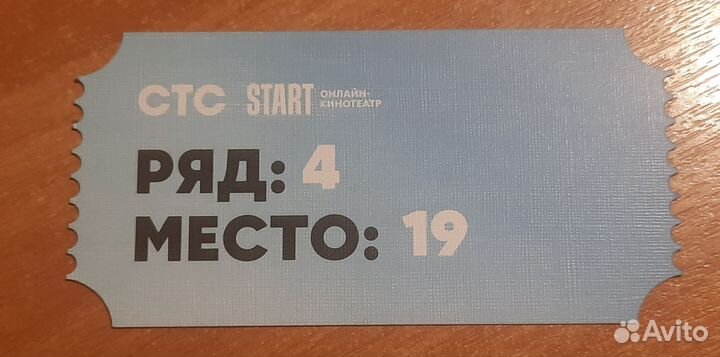 СТС START ОНЛАЙН-
КИНОТЕАТР
РЯД: 4
МЕСТО: 19
Avito